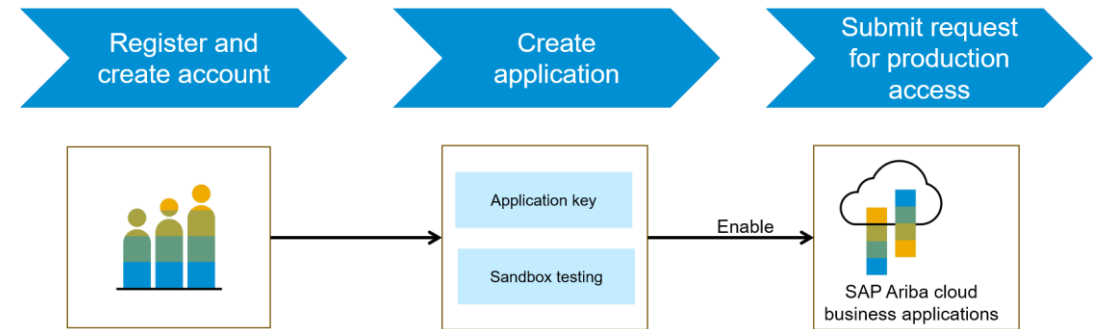 Register and
create account
Create
application
Submit request
for production
access
Application key
Sandbox testing
Enable
SAP Ariba cloud
business applications